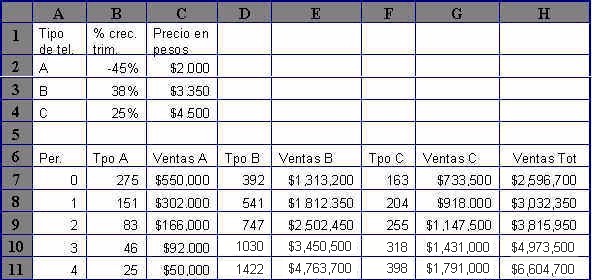 A B C D E F G H
1 Tipo de tel. % crec. trim. Precio en pesos
2 A -45% $2.000
3 B 38% $3.350
4 C 25% $4.500
5
6 Per. Tpo A Ventas A Tpo B Ventas B Tpo C Ventas C Ventas Tot
7 0 275 $550.000 392 $1,313,200 163 $733,500 $2,596,700
8 1 151 $302.000 541 $1.812.350 204 $918.000 $3,032,350
9 2 83 $166,000 747 $2,502,450 255 $1,147,500 $3,815,950
10 3 46 $92.000 1030 $3,450,500 318 $1,431,000 $4,973,500
11 4 25 $50,000 1422 $4,763,700 398 $1,791,000 $6,604,700